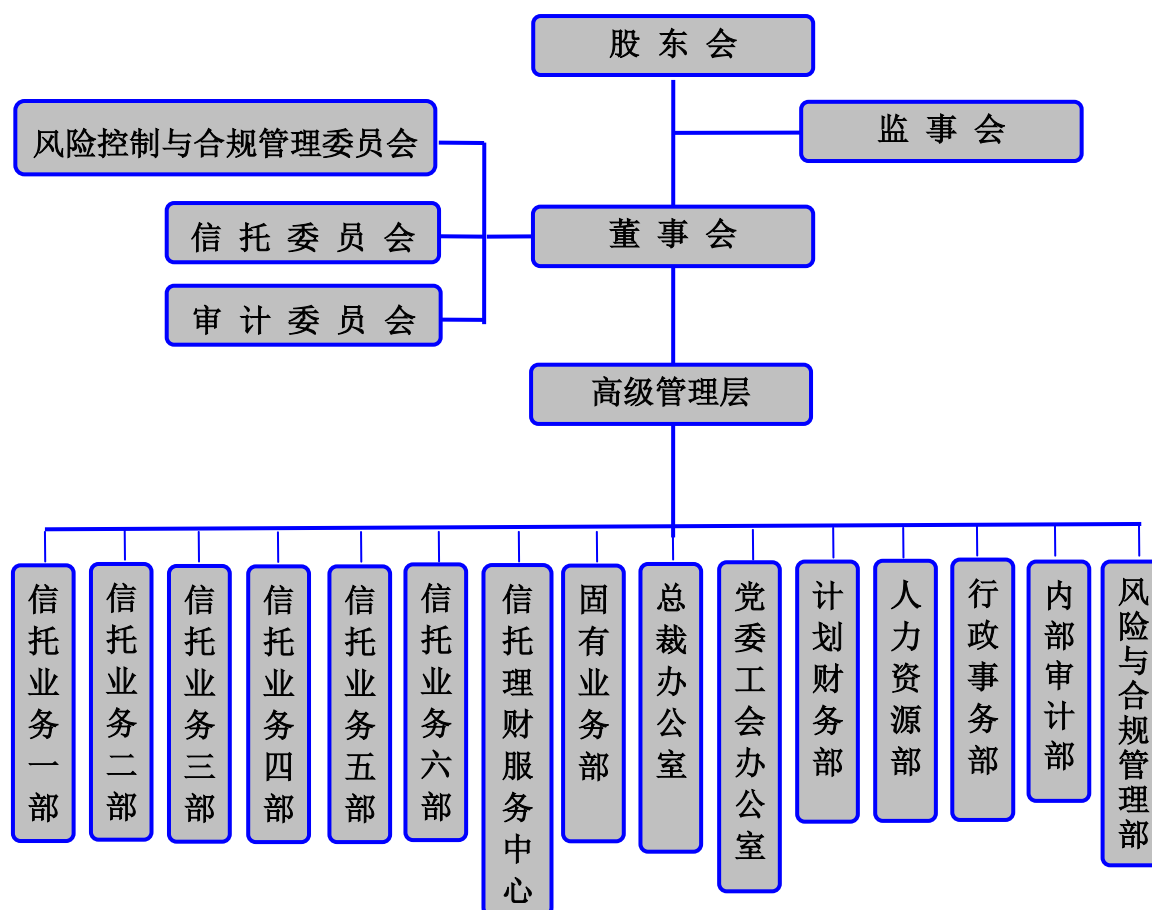 股 东 会
风险控制与合规管理委员会
监 事 会
信 托 委 员 会
董 事 会
审 计 委 员 会
高级管理层
信托业务一部
信托业务二部
信托业务三部
信托业务四部
信托业务五部
信托业务六部
信托理财服务中心
固有业务部
总裁办公室
党委工会办公室
计划财务部
人力资源部
行政事务部
内部审计部
风险与合规管理部